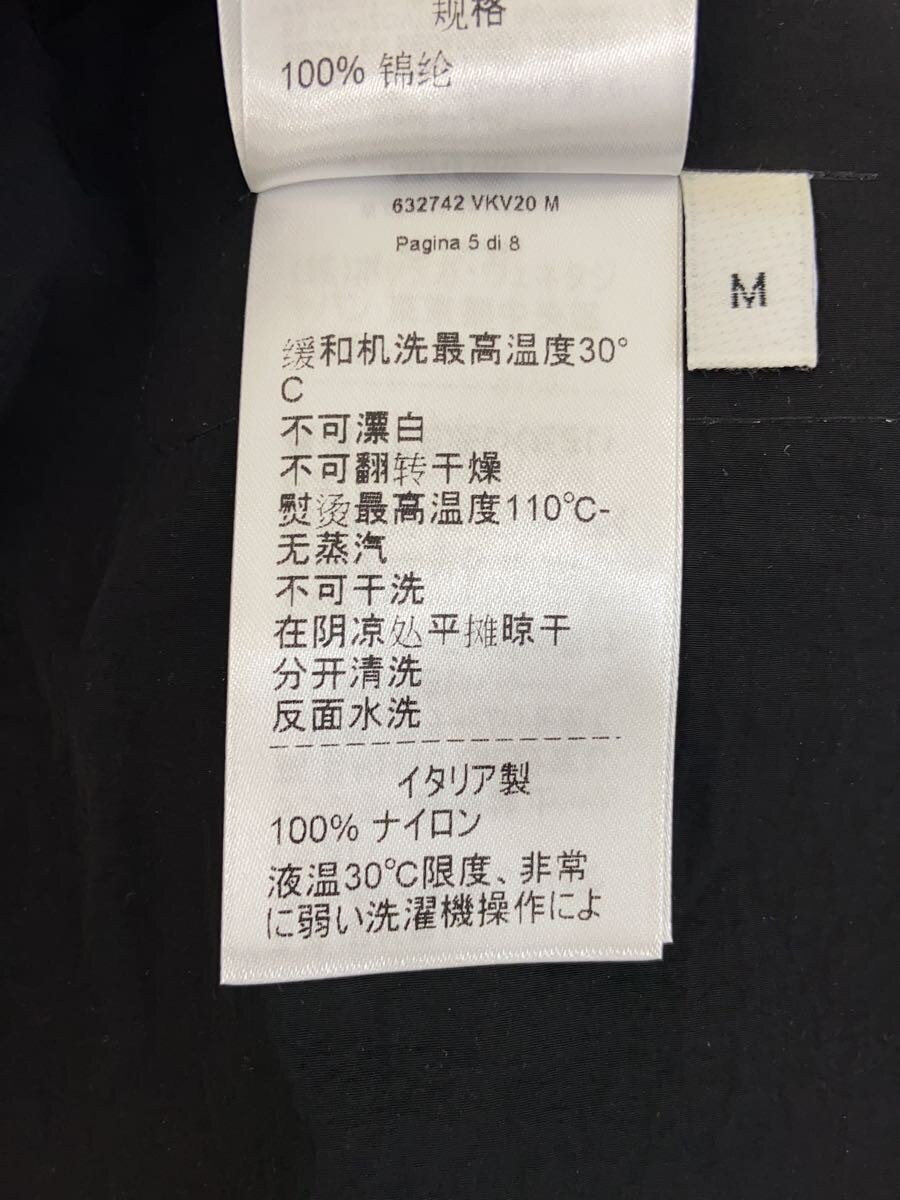 规格
100% 锦纶
632742 VKV20 M
Pagina 5 di 8
M
缓和机洗最高温度30°
C
不可漂白
不可翻转干燥
熨烫最高温度110℃-
无蒸汽
不可干洗
在阴凉处平摊晾干
分开清洗
反面水洗
イタリア製
100% ナイロン
液温30℃限度、非常
に弱い洗濯機操作によ